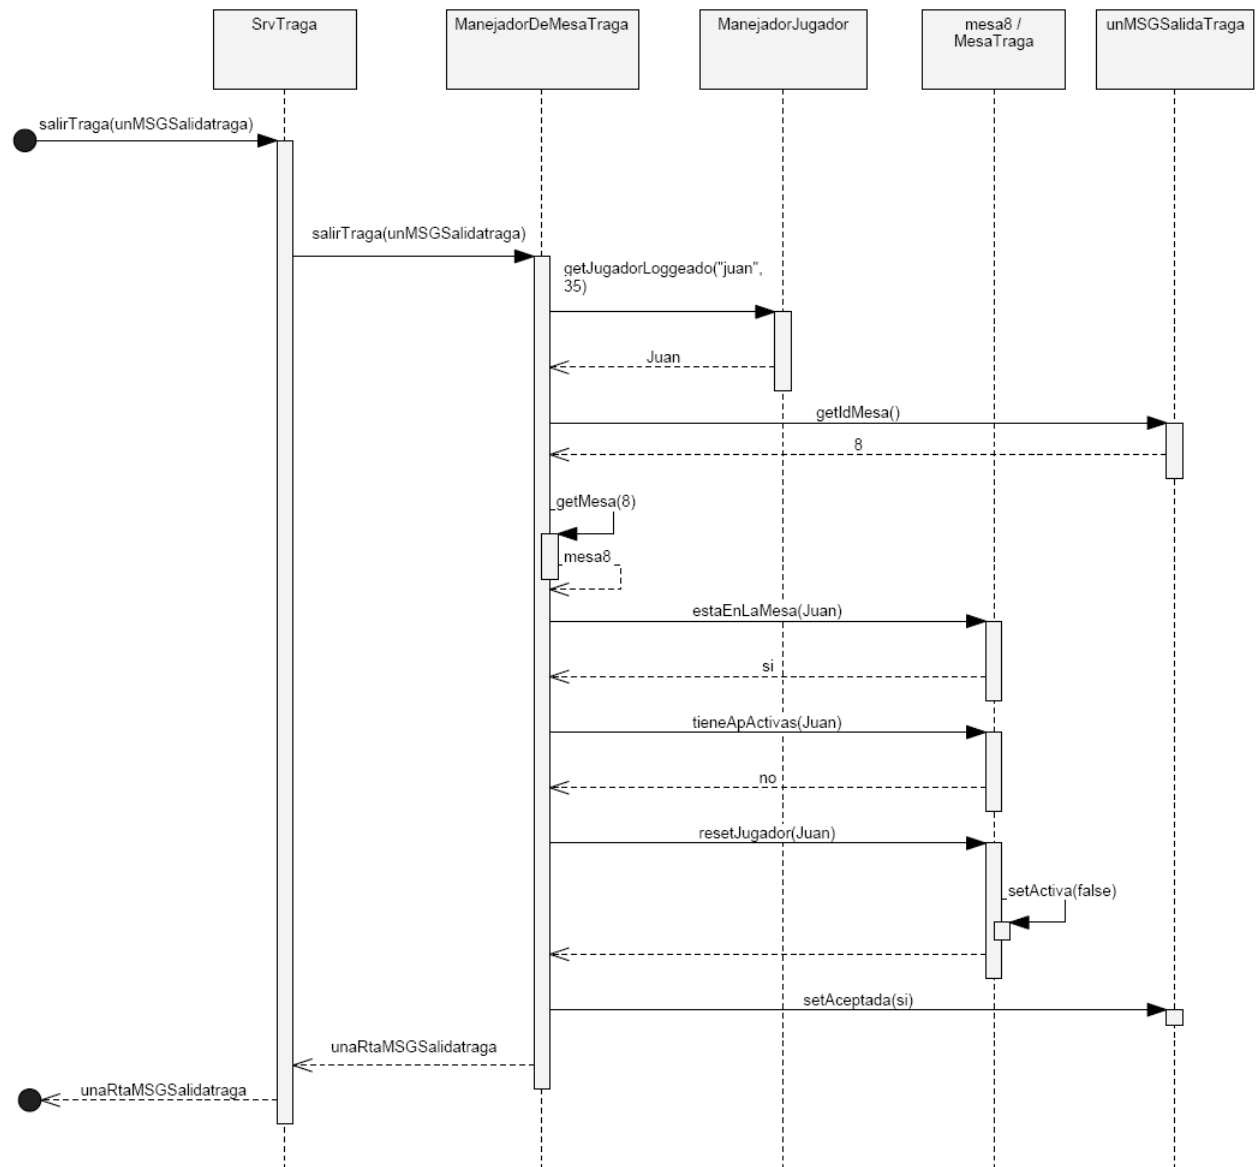 SrvTraga
ManejadorDeMesaTraga
ManejadorJugador
mesa8 /
MesaTraga
unMSGSalidaTraga
salirTraga(unMSGSalidatraga)
salirTraga(unMSGSalidatraga)
getJugadorLoggeado("juan",
35)
Juan
getIdMesa()
8
getMesa(8)
mesa8
estaEnLaMesa(Juan)
si
tieneApActivas(Juan)
no
resetJugador(Juan)
setActiva(false)
setAceptada(si)
unaRtaMSGSalidatraga
unaRtaMSGSalidatraga